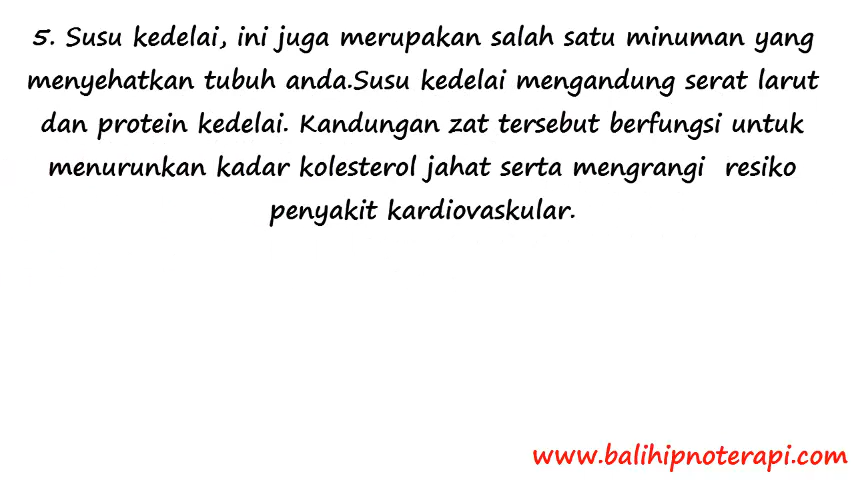 5. Susu kedelai, ini juga merupakan salah satu minuman yang
menyehatkan tubuh anda.Susu kedelai mengandung serat larut
dan protein kedelai. Kandungan zat tersebut berfungsi untuk
menurunkan kadar kolesterol jahat serta mengrangi  resiko
penyakit kardiovaskular.
www.balihipnoterapi.com